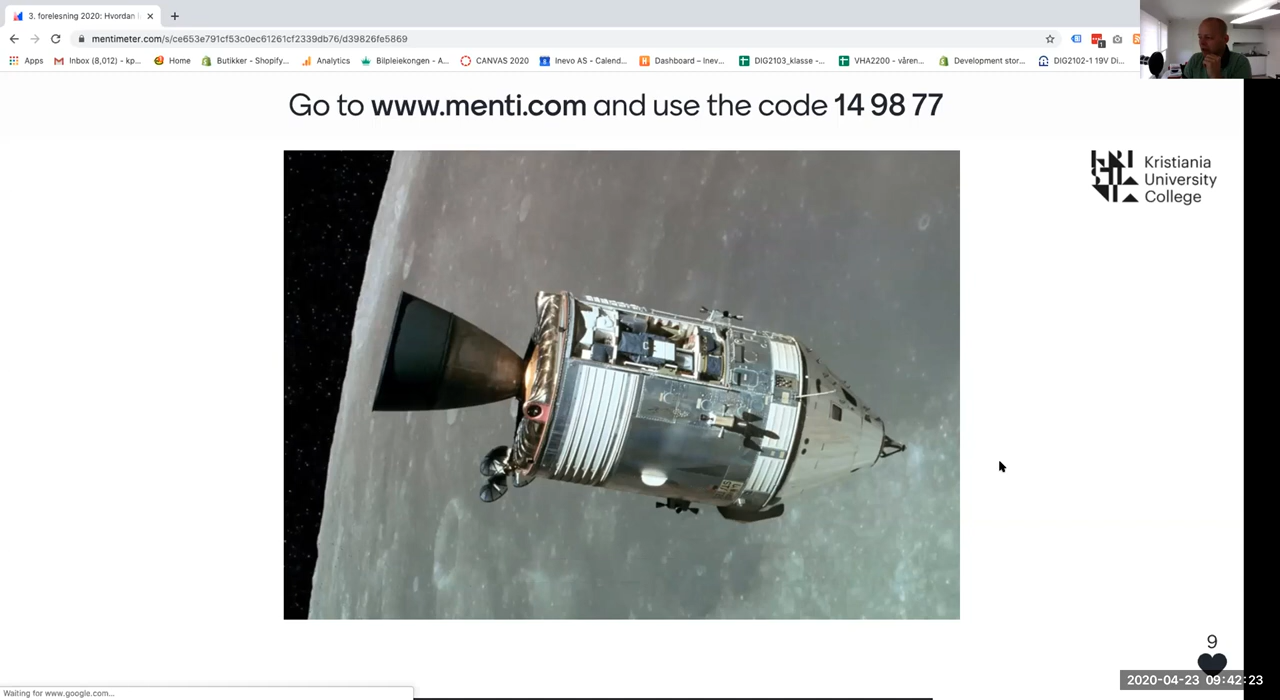 3. forelesning 2020: Hvordan i
mentimeter.com/s/ce653e791cf53c0ec61261cf2339db76/d39826fe5869
Apps
Inbox (8,012) - kp...
Home
Butikker - Shopify...
Analytics
Bilpleiekongen - A...
CANVAS 2020
Inevo AS - Calend...
Dashboard – Inev...
DIG2103_klasse -...
VHA2200 - våren...
Development stor...
DIG2102-1 19V Di...
Go to www.menti.com and use the code 14 98 77
Kristiania
University
College
9
2020-04-23 09:42:23
Waiting for www.google.com...